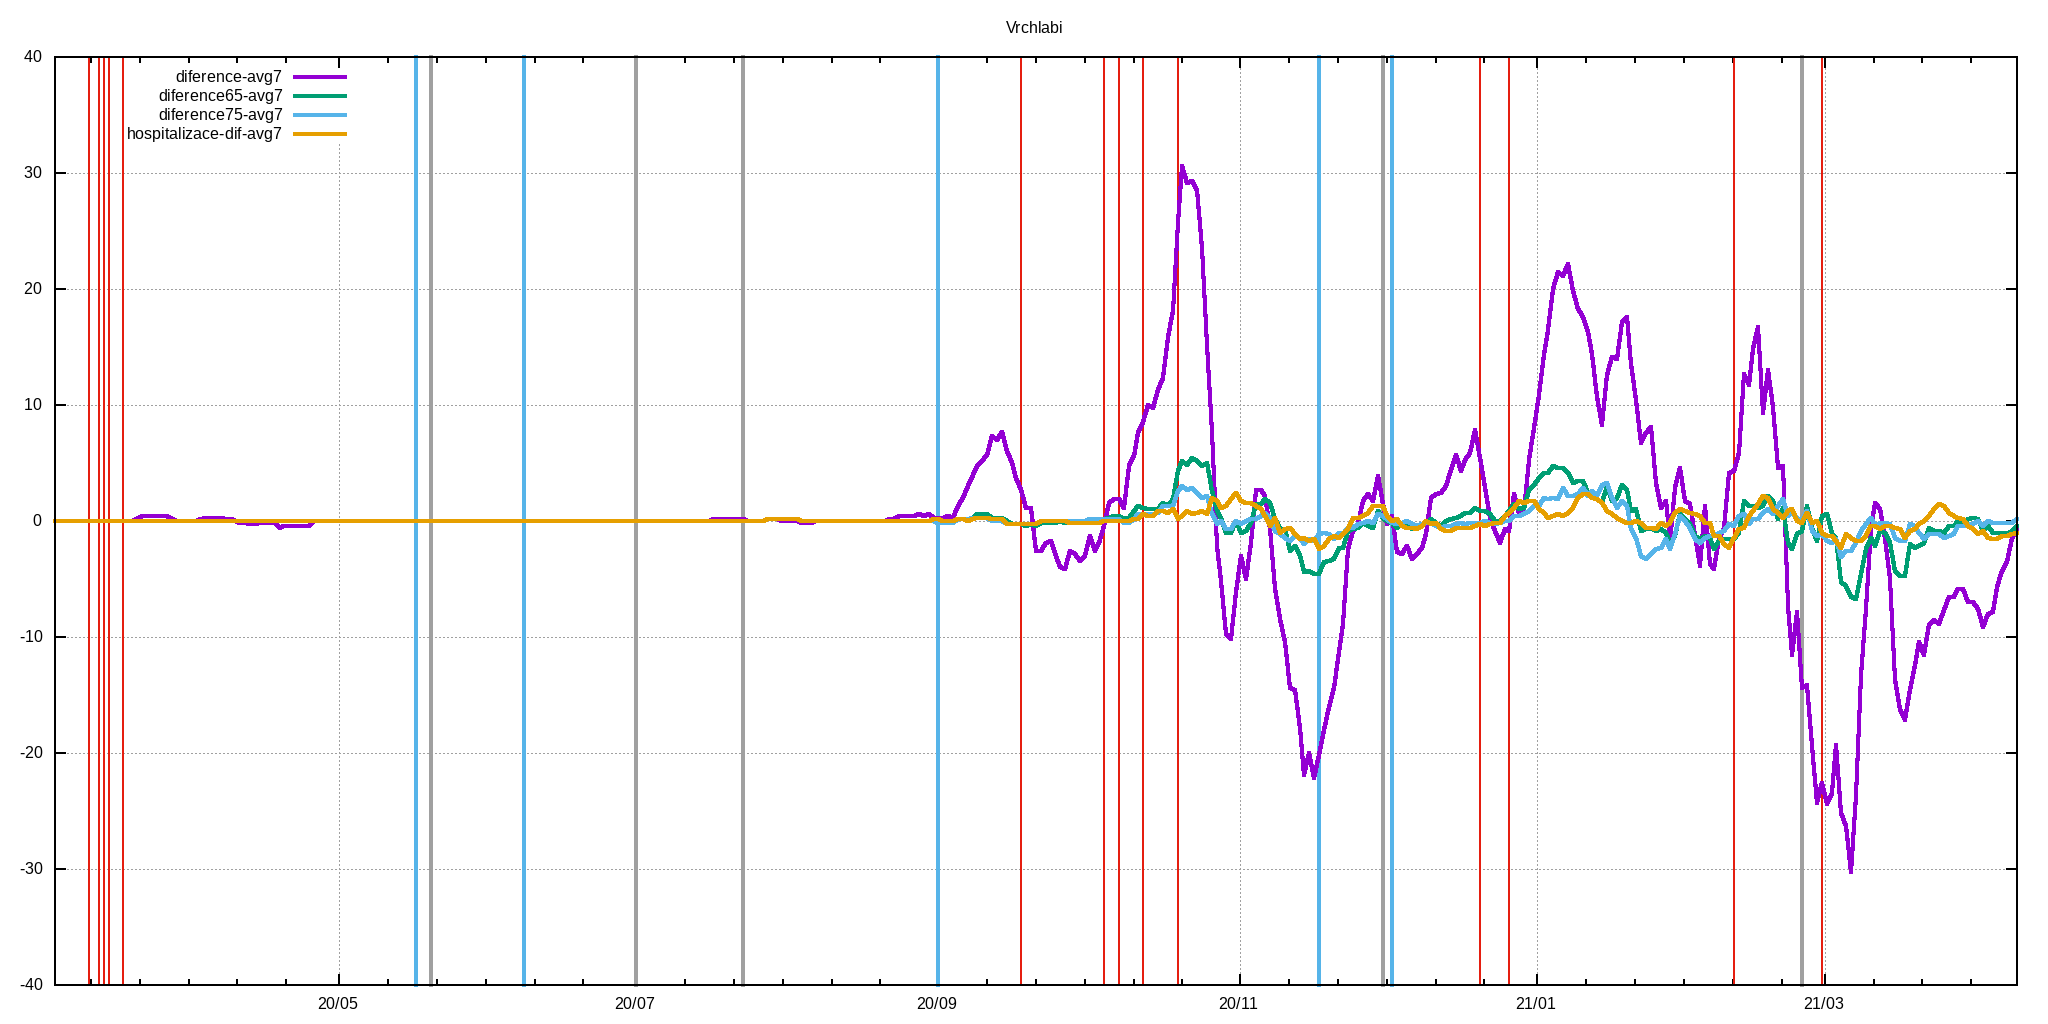 Vrchlabi
diference-avg7
diference65-avg7
diference75-avg7
hospitalizace-dif-avg7
40
30
20
10
0
-10
-20
-30
-40
20/05 20/07 20/09 20/11 21/01 21/03